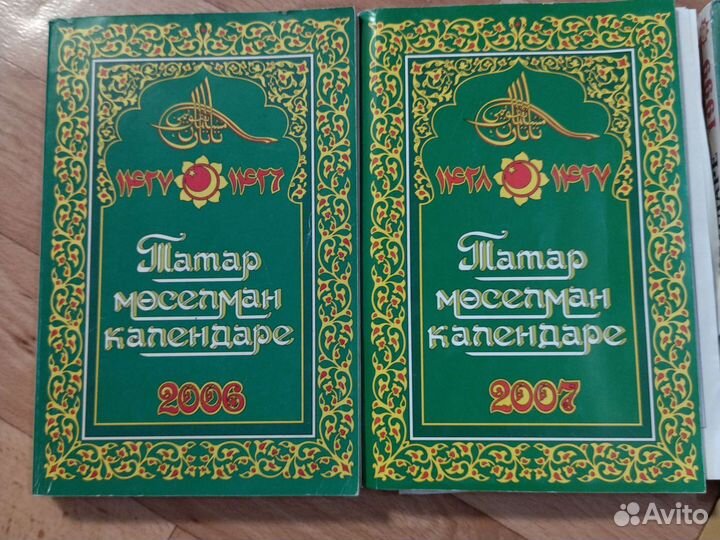 ١٤٢٧ ١٤٢٦
Татар
мөселман
календаре
2006
١٤٢٨ ١٤٢٧
Татар
мөселман
календаре
2007
Avito